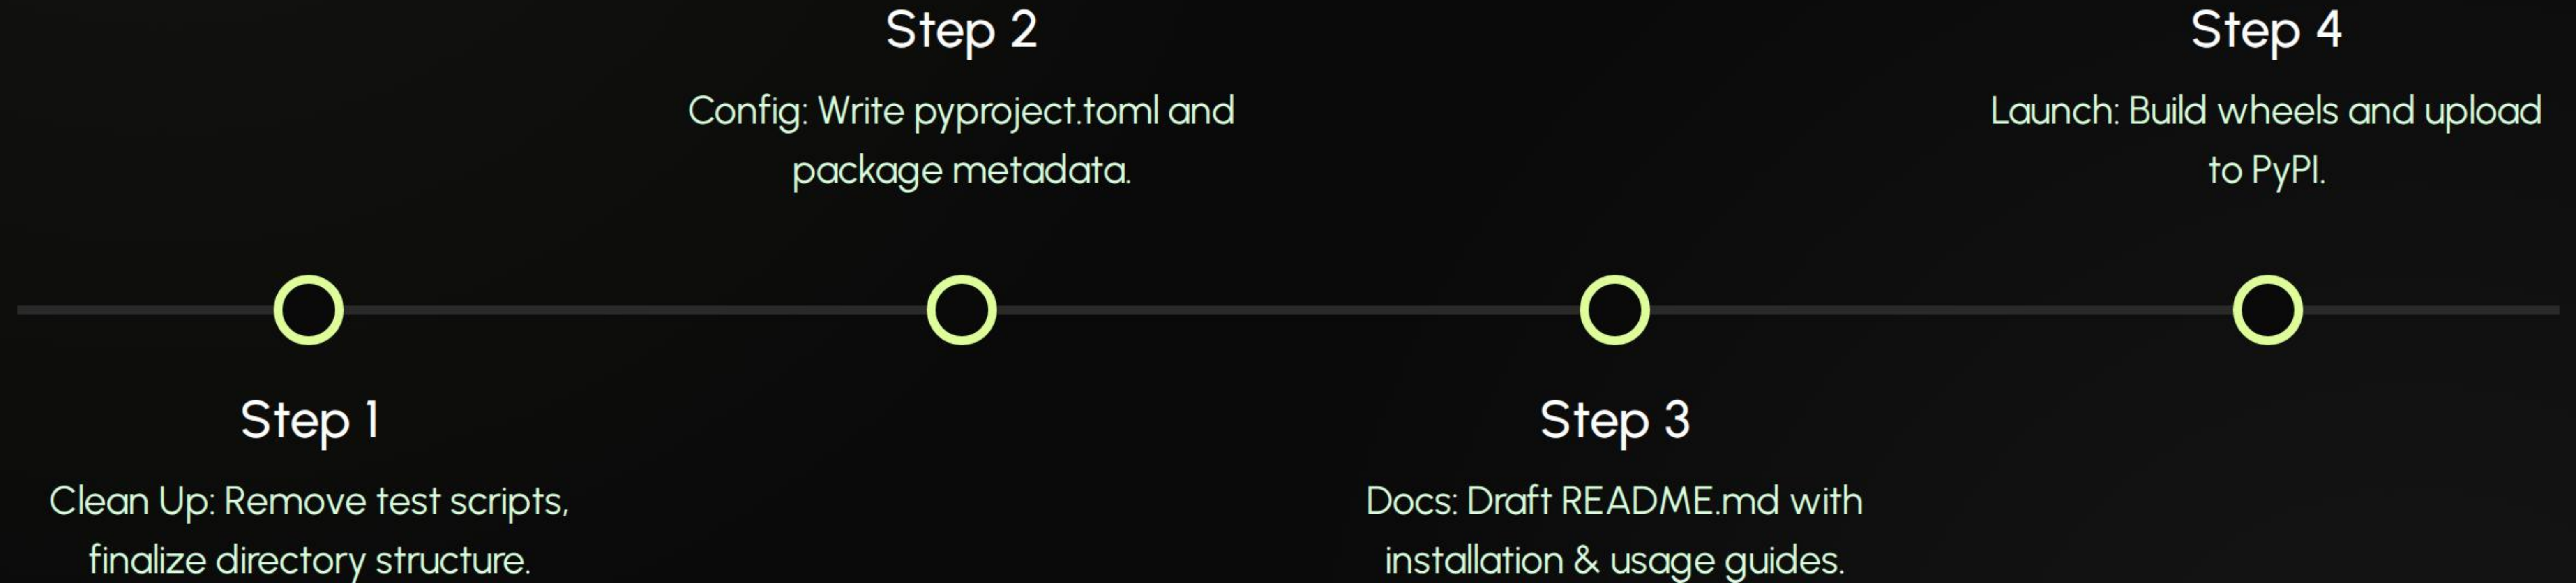 Step 1
Clean Up: Remove test scripts,
finalize directory structure.
Step 2
Config: Write pyproject.toml and
package metadata.
Step 3
Docs: Draft README.md with
installation & usage guides.
Step 4
Launch: Build wheels and upload
to PyPI.